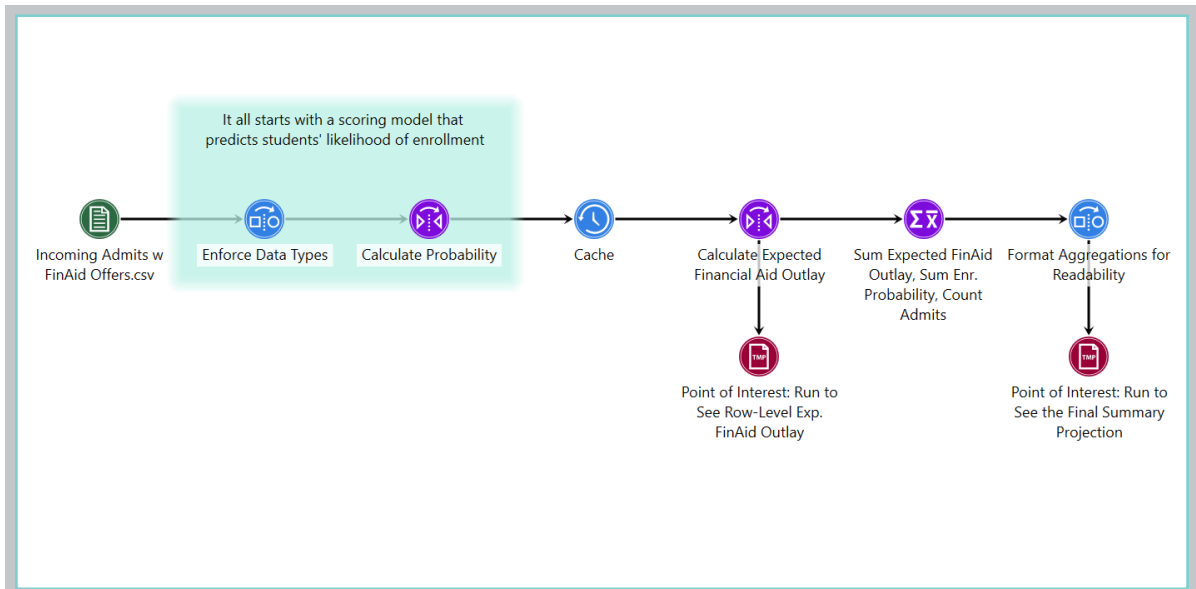 It all starts with a scoring model that
predicts students' likelihood of enrollment
Incoming Admits w
FinAid Offers.csv
Enforce Data Types
Calculate Probability
Cache
Calculate Expected
Financial Aid Outlay
Sum Expected FinAid
Outlay, Sum Enr.
Probability, Count
Admits
Format Aggregations for
Readability
TMP
Point of Interest: Run to
See Row-Level Exp.
FinAid Outlay
TMP
Point of Interest: Run to
See the Final Summary
Projection